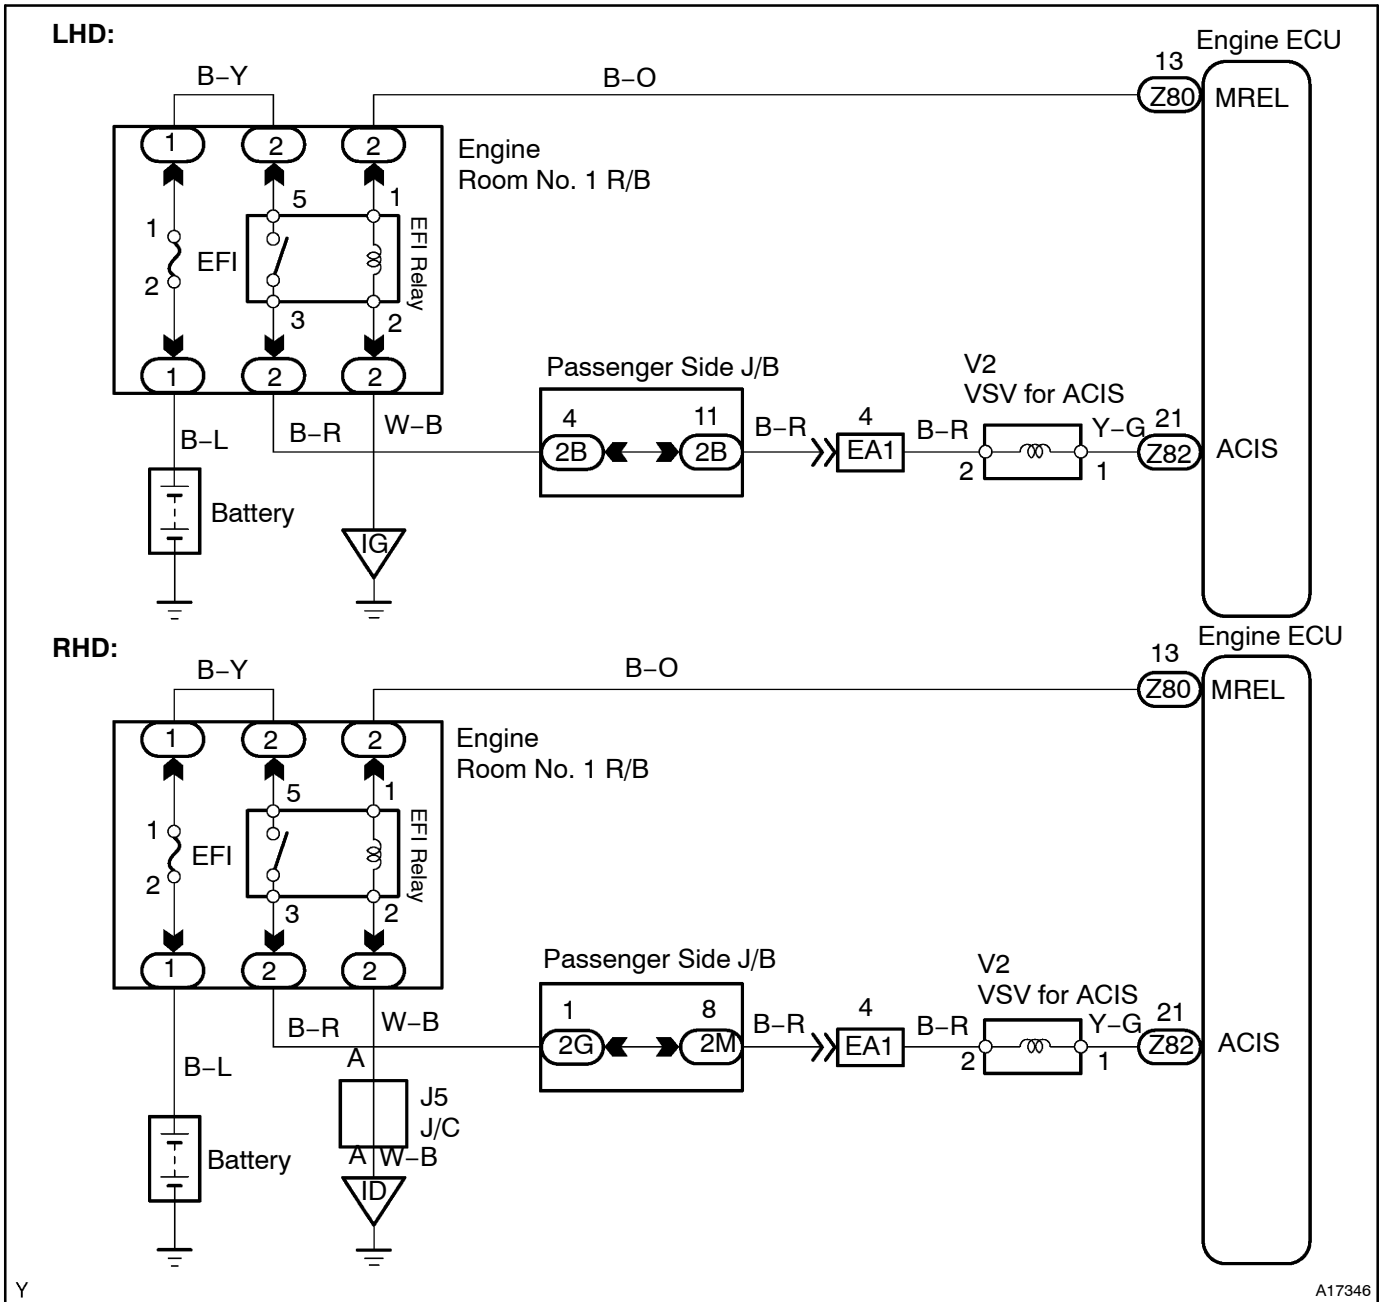 LHD:
Engine ECU
B–Y
B–O
13
Z80
MREL
1
2
2
Engine
Room No. 1 R/B
5
1
1
EFI
2
EFI Relay
3
2
1
2
2
Passenger Side J/B
V2
VSV for ACIS
B–L
B–R
W–B
4
11
B–R
4
B–R
Y–G
21
2B
2B
EA1
2
1
Z82
ACIS
Battery
IG
RHD:
Engine ECU
B–Y
B–O
13
Z80
MREL
1
2
2
Engine
Room No. 1 R/B
5
1
1
EFI
2
EFI Relay
3
2
1
2
2
Passenger Side J/B
V2
VSV for ACIS
B–R
W–B
1
8
B–R
4
B–R
Y–G
21
2G
2M
EA1
2
1
Z82
ACIS
A
B–L
J5
J/C
A
W–B
Battery
ID
Y
A17346